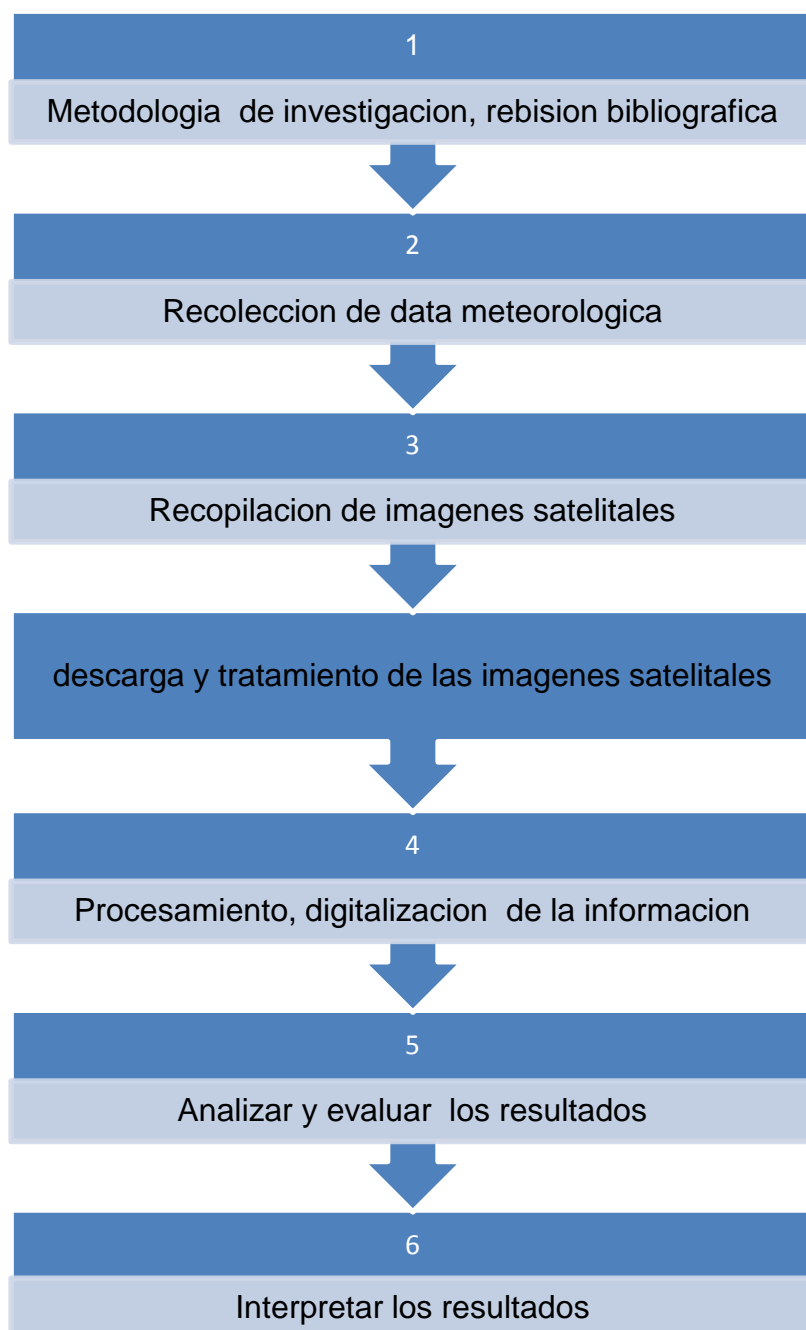 1
Metodologia  de investigacion, rebision bibliografica
2
Recoleccion de data meteorologica
3
Recopilacion de imagenes satelitales
descarga y tratamiento de las imagenes satelitales
4
Procesamiento, digitalizacion  de la informacion
5
Analizar y evaluar  los resultados
6
Interpretar los resultados